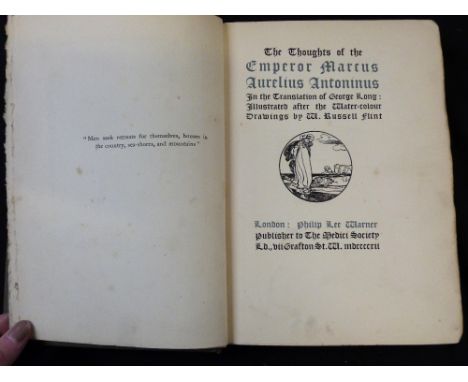 "Men seek retreats for themselves, houses in
the country, sea-shores, and mountains"
The Thoughts of the
Emperor Marcus
Aurelius Antoninus
In the Translation of George Long:
Illustrated after the Water-colour
Drawings by W. Russell Flint
London: Philip Lee Warner
Publisher to The Medici Society
Ld., vii Grafton St. W. mdccccxii